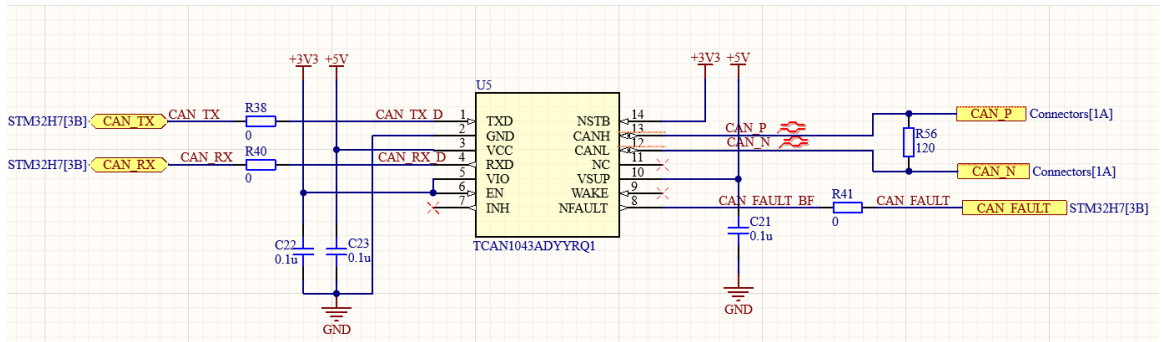 +3V3 +5V
+3V3 +5V
U5
STM32H7[3B] CAN_TX CAN_TX R38 0 CAN_TX_D 1 TXD NSTB 14
2 GND CANH 13 CAN_P R56 120 CAN_P Connectors[1A]
3 VCC CANL 12 CAN_N
STM32H7[3B] CAN_RX CAN_RX R40 0 CAN_RX_D 4 RXD NC 11
5 VIO VSUP 10 CAN_N Connectors[1A]
6 EN WAKE 9
7 INH NFAULT 8 CAN_FAULT_BF R41 0 CAN_FAULT CAN_FAULT STM32H7[3B]
TCAN1043ADYYRQ1
C22 0.1u C23 0.1u
C21 0.1u
GND
GND